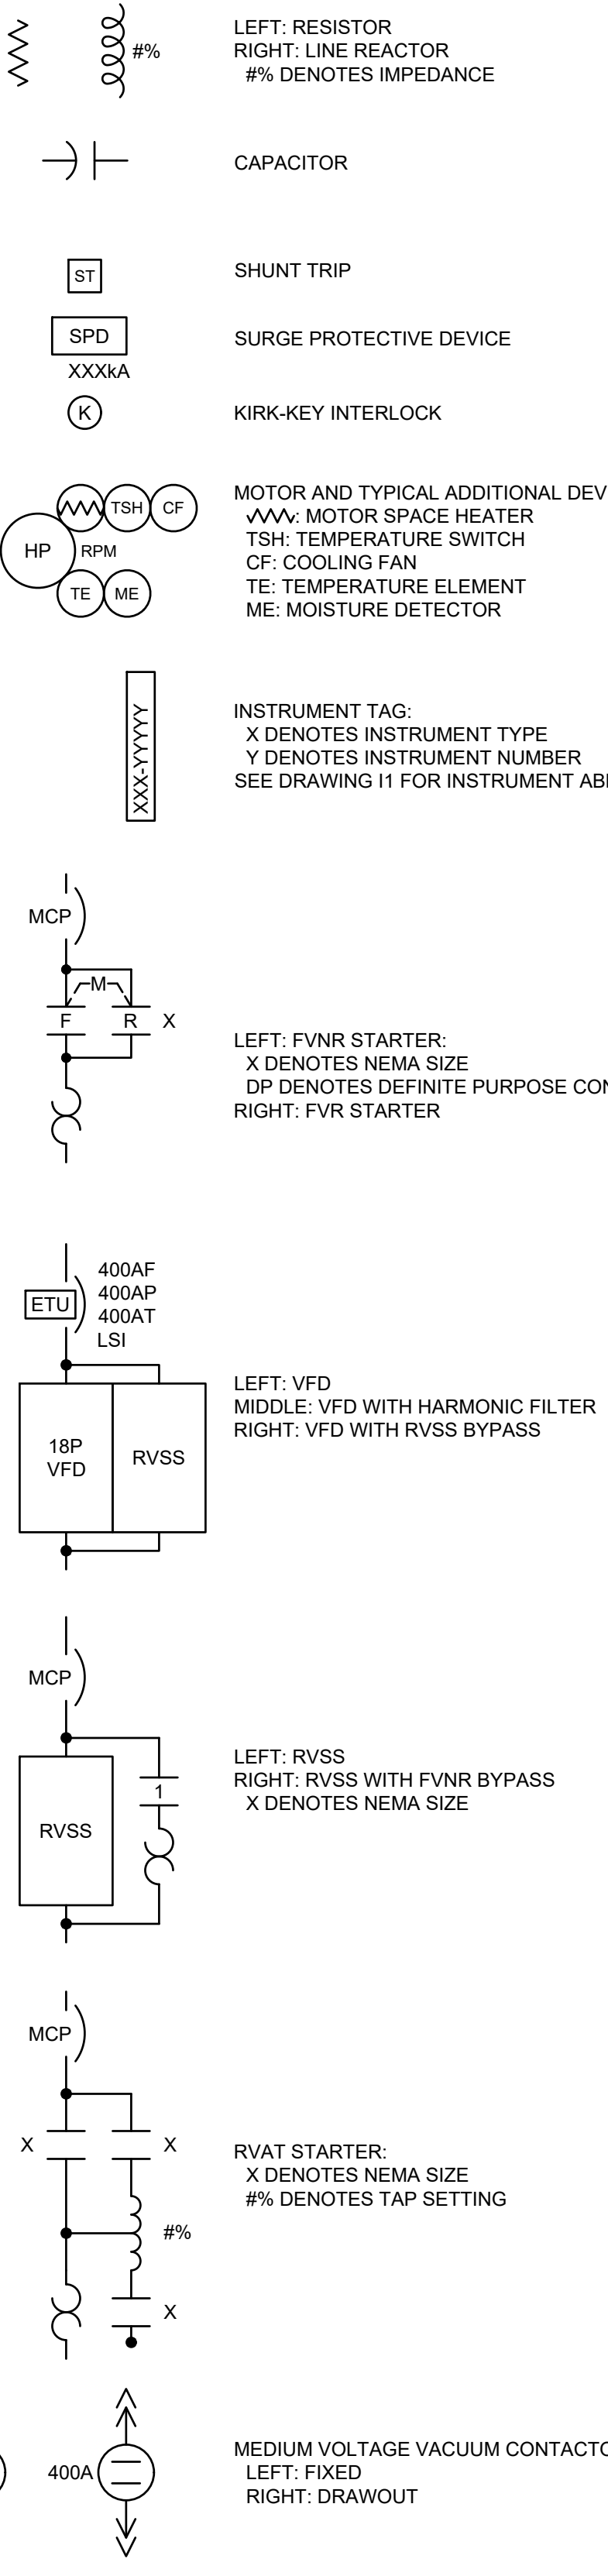 LEFT: RESISTOR
RIGHT: LINE REACTOR
#%
#% DENOTES IMPEDANCE
CAPACITOR
ST
SHUNT TRIP
SPD
SURGE PROTECTIVE DEVICE
XXXkA
K
KIRK-KEY INTERLOCK
MOTOR AND TYPICAL ADDITIONAL DEV
TSH CF
: MOTOR SPACE HEATER
TSH: TEMPERATURE SWITCH
HP RPM
CF: COOLING FAN
TE: TEMPERATURE ELEMENT
TE ME
ME: MOISTURE DETECTOR
XXX-YYYYY
INSTRUMENT TAG:
X DENOTES INSTRUMENT TYPE
Y DENOTES INSTRUMENT NUMBER
SEE DRAWING I1 FOR INSTRUMENT
MCP
M
F R X
LEFT: FVNR STARTER:
X DENOTES NEMA SIZE
DP DENOTES DEFINITE PURPOSE
RIGHT: FVR STARTER
400AF
400AP
ETU
400AT
LSI
LEFT: VFD
MIDDLE: VFD WITH HARMONIC FILTER
RIGHT: VFD WITH RVSS BYPASS
18P
VFD
RVSS
MCP
LEFT: RVSS
RIGHT: RVSS WITH FVNR BYPASS
1
X DENOTES NEMA SIZE
RVSS
MCP
X X
RVAT STARTER:
X DENOTES NEMA SIZE
#% DENOTES TAP SETTING
#%
X
MEDIUM VOLTAGE VACUUM CONTACTO
400A
LEFT: FIXED
RIGHT: DRAWOUT